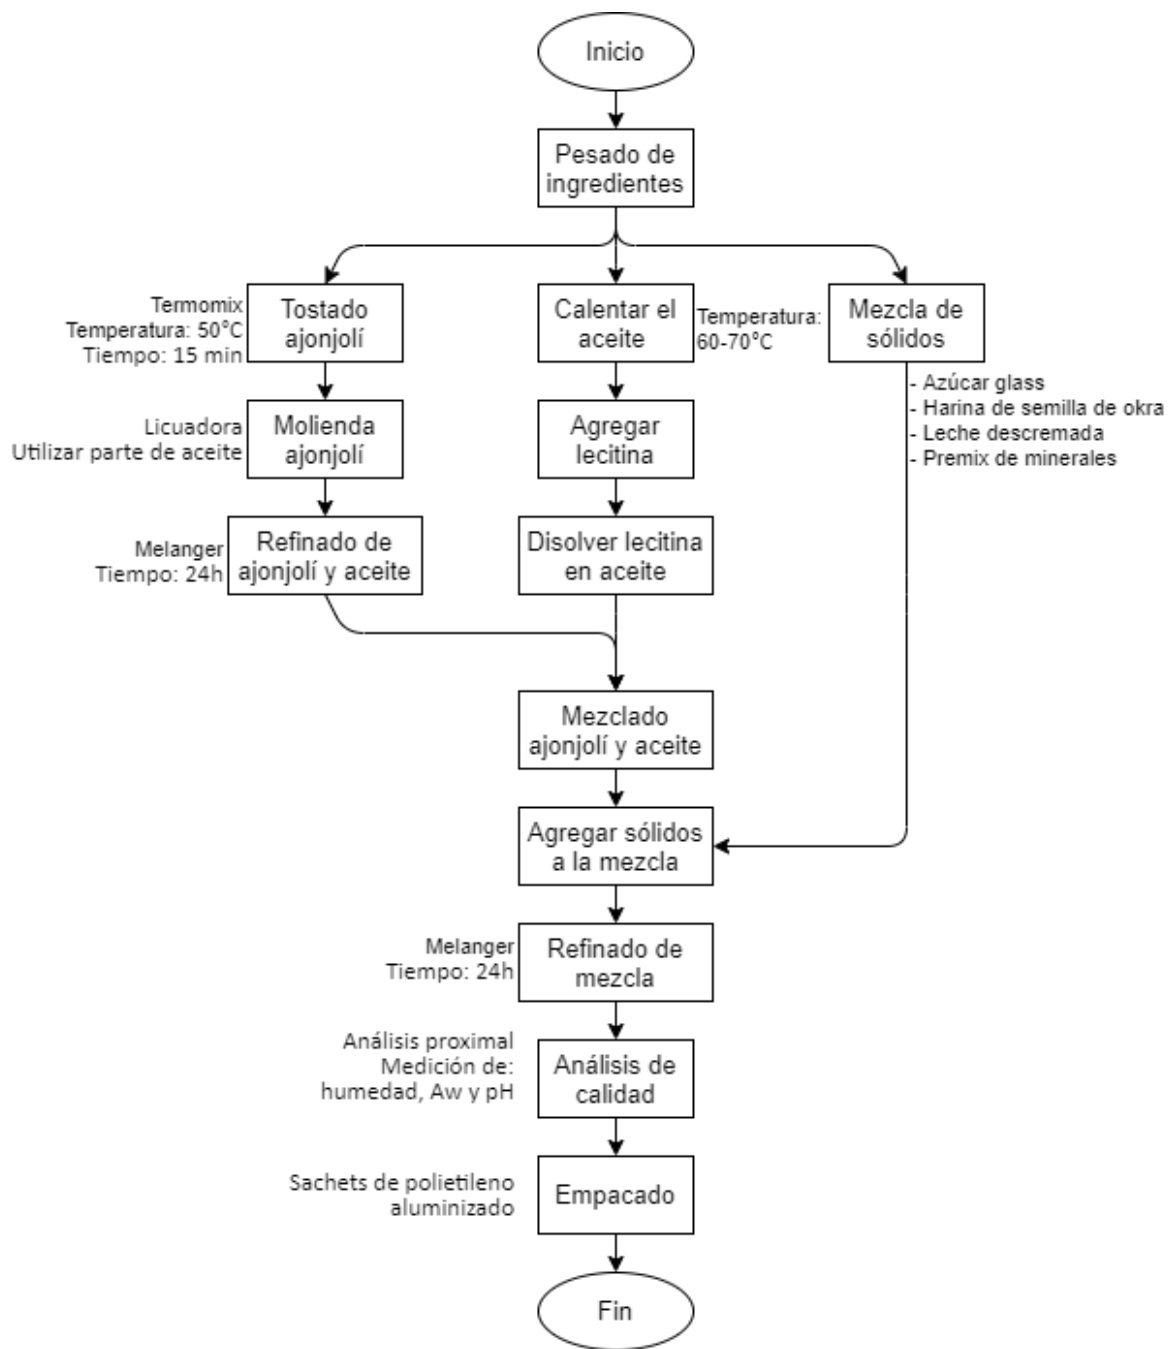 Inicio
Pesado de
ingredientes
Termomix
Temperatura: 50°C
Tiempo: 15 min
Tostado
ajonjolí
Calentar el
aceite
Temperatura:
60-70°C
Mezcla de
sólidos
- Azúcar glass
- Harina de semilla de okra
- Leche descremada
- Premix de minerales
Licuadora
Utilizar parte de aceite
Molienda
ajonjolí
Agregar
lecitina
Melanger
Tiempo: 24h
Refinado de
ajonjolí y aceite
Disolver lecitina
en aceite
Mezclado
ajonjolí y aceite
Agregar sólidos
a la mezcla
Melanger
Tiempo: 24h
Refinado de
mezcla
Análisis proximal
Medición de:
humedad, Aw y pH
Análisis de
calidad
Sachets de polietileno
aluminizado
Empacado
Fin